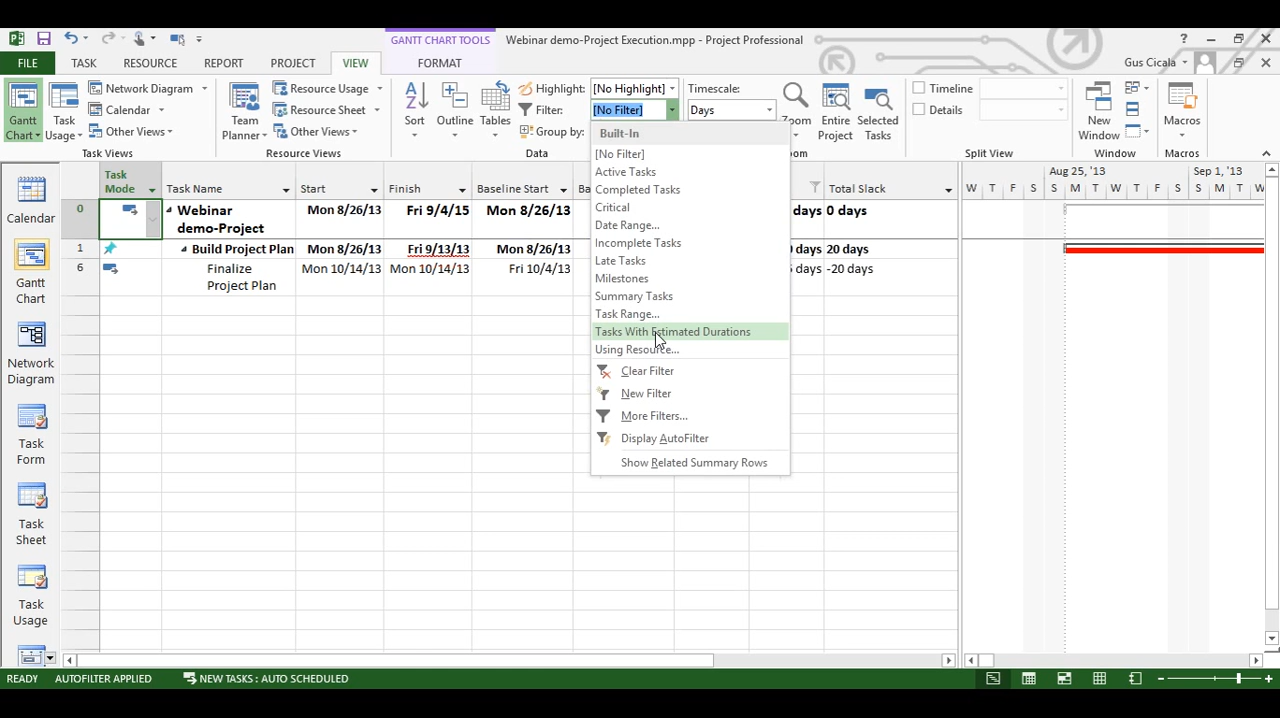 GANTT CHART TOOLS
Webinar demo-Project Execution.mpp - Project Professional
?
FILE
TASK
RESOURCE
REPORT
PROJECT
VIEW
FORMAT
Gus Cicala
Gantt
Chart
Task
Usage
Network Diagram
Calendar
Other Views
Task Views
Team
Planner
Resource Usage
Resource Sheet
Other Views
Resource Views
Sort
Outline
Tables
Highlight:
[No Highlight]
Filter:
[No Filter]
Group by:
Data
Timescale:
Days
Zoom
Entire
Project
Selected
Tasks
oom
Timeline
Details
Split View
New
Window
Window
Macros
Macros
Built-In
[No Filter]
Active Tasks
Completed Tasks
Critical
Date Range...
Incomplete Tasks
Late Tasks
Milestones
Summary Tasks
Task Range...
Tasks With Estimated Durations
Using Resource...
Clear Filter
New Filter
More Filters...
Display AutoFilter
Show Related Summary Rows
Calendar
Gantt
Chart
Network
Diagram
Task
Form
Task
Sheet
Task
Usage
Task
Mode
Task Name
Start
Finish
Baseline Start
Ba
Total Slack
Aug 25, '13
Sep 1, '13
W T F S S M T W T F S S M T W
0
Webinar
demo-Project
Mon 8/26/13
Fri 9/4/15
Mon 8/26/13
days
0 days
1
Build Project Plan
Mon 8/26/13
Fri 9/13/13
Mon 8/26/13
days
20 days
6
Finalize
Project Plan
Mon 10/14/13
Mon 10/14/13
Fri 10/4/13
days
-20 days
READY
AUTOFILTER APPLIED
NEW TASKS : AUTO SCHEDULED